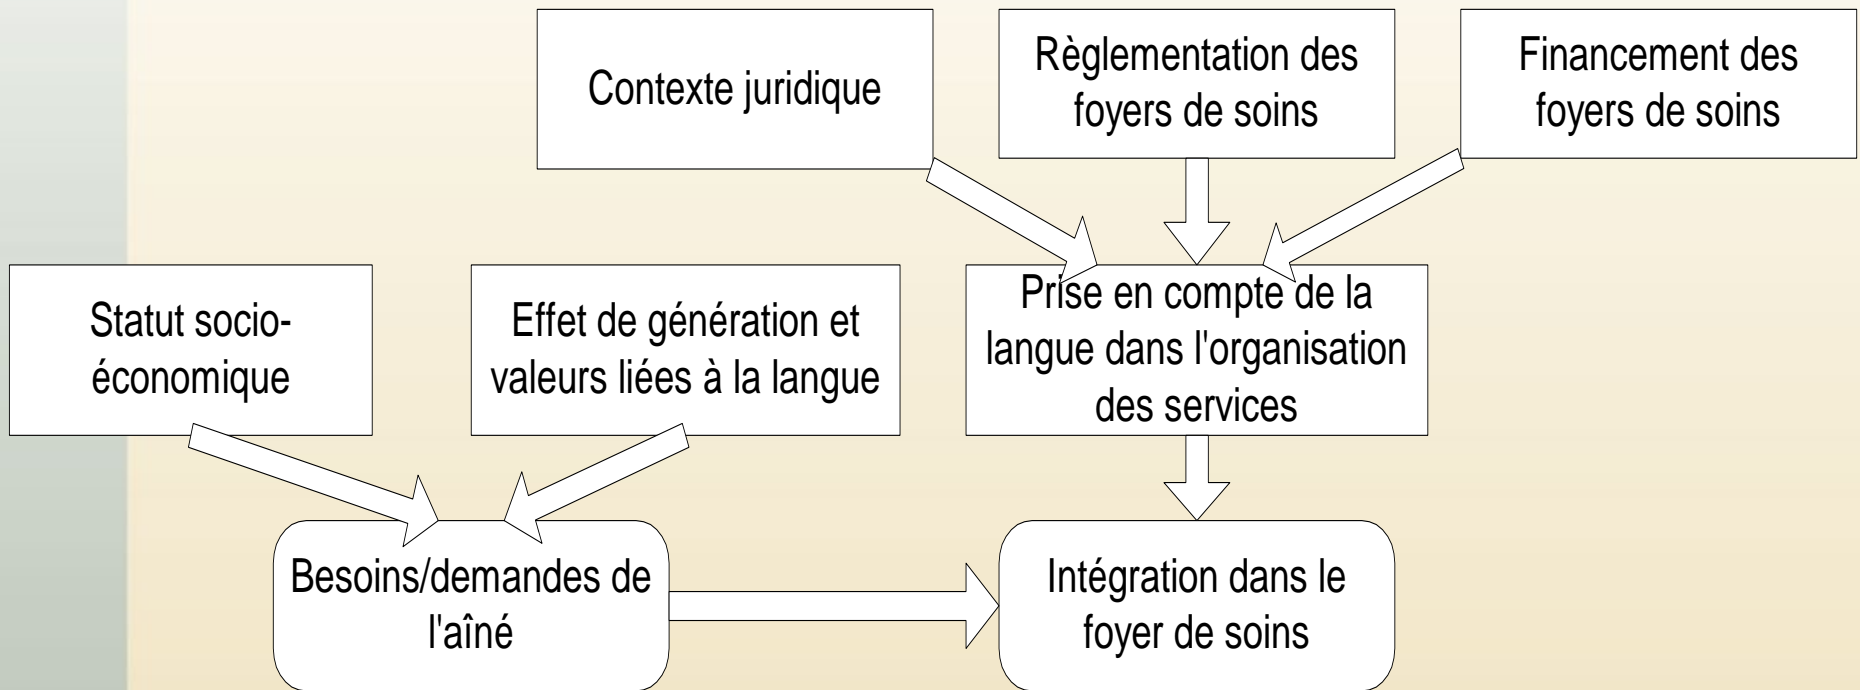 Contexte juridique
Règlementation des
foyers de soins
Financement des
foyers de soins
Statut socio-
économique
Effet de génération et
valeurs liées à la langue
Prise en compte de la
langue dans l'organisation
des services
Besoins/demandes de
l'aîné
Intégration dans le
foyer de soins